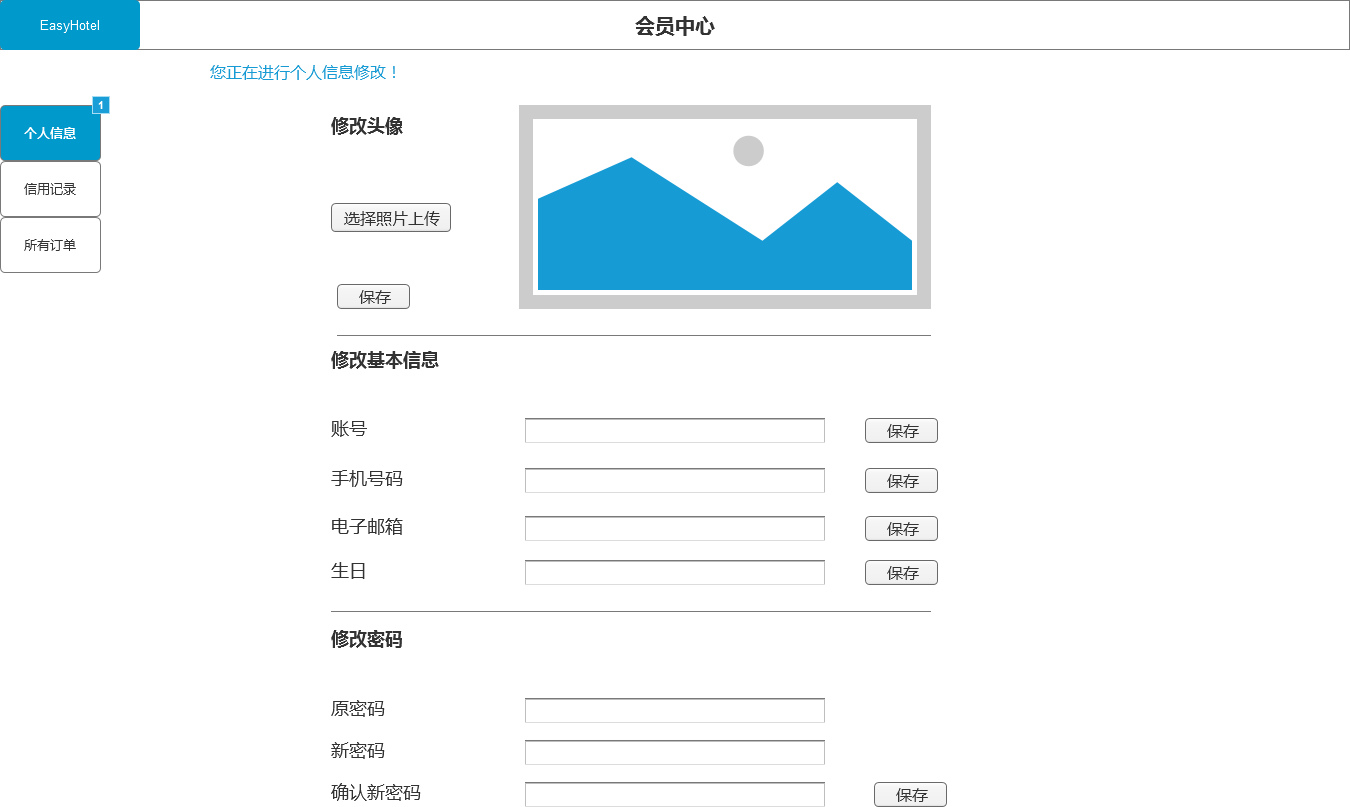 EasyHotel
会员中心
您正在进行个人信息修改！
1
个人信息
信用记录
所有订单
修改头像
选择照片上传
保存
修改基本信息
账号
保存
手机号码
保存
电子邮箱
保存
生日
保存
修改密码
原密码
新密码
确认新密码
保存